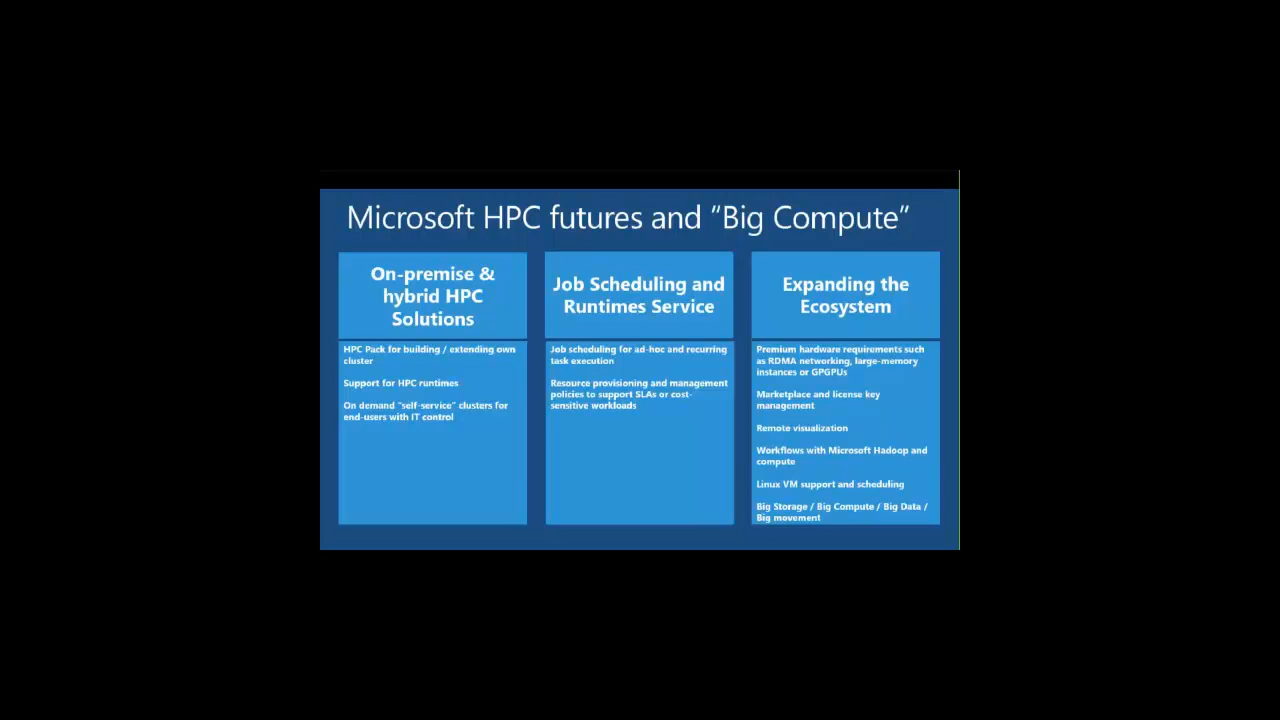 Microsoft HPC futures and "Big Compute"
On-premise &
hybrid HPC
Solutions
HPC Pack for building / extending own
cluster
Support for HPC runtimes
On demand "self-service" clusters for
end-users with IT control
Job Scheduling and
Runtimes Service
Job scheduling for ad-hoc and recurring
task execution
Resource provisioning and management
policies to support SLAs or cost-
sensitive workloads
Expanding the
Ecosystem
Premium hardware requirements such
as RDMA networking, large-memory
instances or GPGPUs
Marketplace and license key
management
Remote visualization
Workflows with Microsoft Hadoop and
compute
Linux VM support and scheduling
Big Storage / Big Compute / Big Data /
Big movement